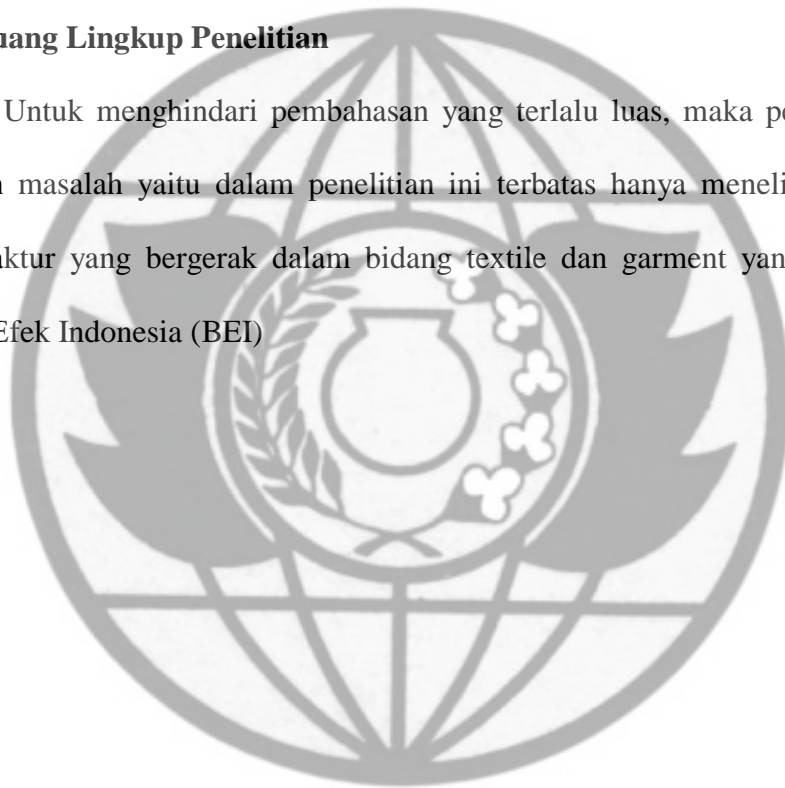 uang Lingkup Penelitian
Untuk menghindari pembahasan yang terlalu luas, maka pe
masalah yaitu dalam penelitian ini terbatas hanya meneli
aktur yang bergerak dalam bidang textile dan garment yan
Efek Indonesia (BEI)